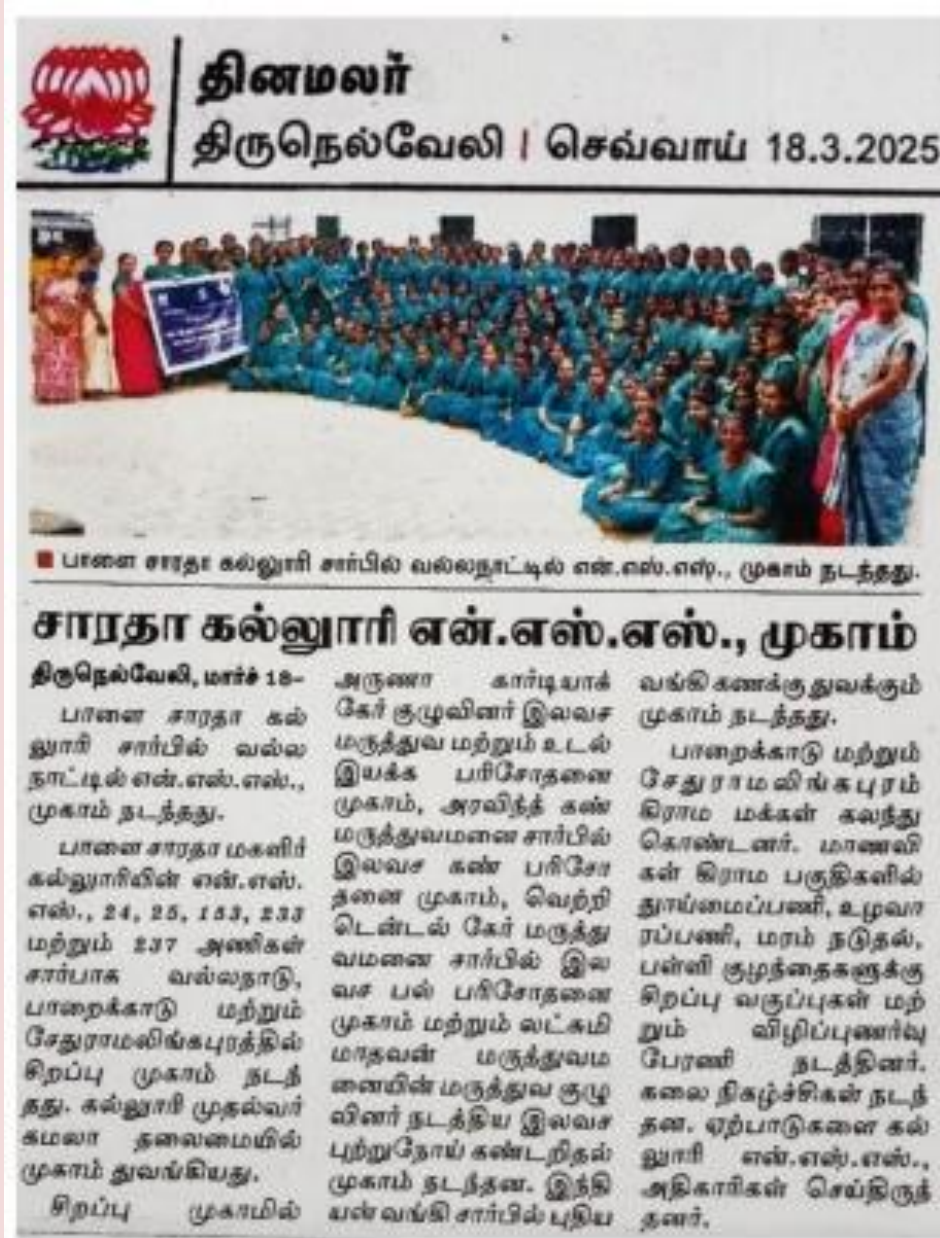 தினமலர்
திருநெல்வேலி | செவ்வாய் 18.3.2025
பாளை சாரதா கல்லூரி சார்பில் வல்லநாட்டில் என்.எஸ்.எஸ்., முகாம் நடந்தது.
சாரதா கல்லூரி என்.எஸ்.எஸ்., முகாம்
திருநெல்வேலி, மார்ச் 18–
பாளை சாரதா கல்
லூரி சார்பில் வல்ல
நாட்டில் என்.எஸ்.எஸ்.,
முகாம் நடந்தது.
பாளை சாரதா மகளிர்
கல்லூரியின் என்.எஸ்.
எஸ்., 24, 25, 153, 233
மற்றும் 237 அணிகள்
சார்பாக வல்லநாடு,
பாறைக்காடு மற்றும்
சேதுராமலிங்கபுரத்தில்
சிறப்பு முகாம் நடந்
தது. கல்லூரி முதல்வர்
கமலா தலைமையில்
முகாம் துவங்கியது.
சிறப்பு முகாமில்
அருணா கார்டியாக்
கேர் குழுவினர் இலவச
மருத்துவ மற்றும் உடல்
இயக்க பரிசோதனை
முகாம், அரவிந்த் கண்
மருத்துவமனை சார்பில்
இலவச கண் பரிசோ
தனை முகாம், வெற்றி
டென்டல் கேர் மருத்து
வமனை சார்பில் இல
வச பல் பரிசோதனை
முகாம் மற்றும் லட்சுமி
மாதவன் மருத்துவம
னையின் மருத்துவ குழு
வினர் நடத்திய இலவச
புற்றுநோய் கண்டறிதல்
முகாம் நடந்தன. இந்தி
யன் வங்கி சார்பில் புதிய
வங்கி கணக்கு துவக்கும்
முகாம் நடந்தது.
பாறைக்காடு மற்றும்
சேதுராமலிங்கபுரம்
கிராம மக்கள் கலந்து
கொண்டனர். மாணவி
கள் கிராம பகுதிகளில்
தூய்மைப்பணி, உழவா
ரப்பணி, மரம் நடுதல்,
பள்ளி குழந்தைகளுக்கு
சிறப்பு வகுப்புகள் மற்
றும் விழிப்புணர்வு
பேரணி நடத்தினர்.
கலை நிகழ்ச்சிகள் நடந்
தன. ஏற்பாடுகளை கல்
லூரி என்.எஸ்.எஸ்.,
அதிகாரிகள் செய்திருந்
தனர்.